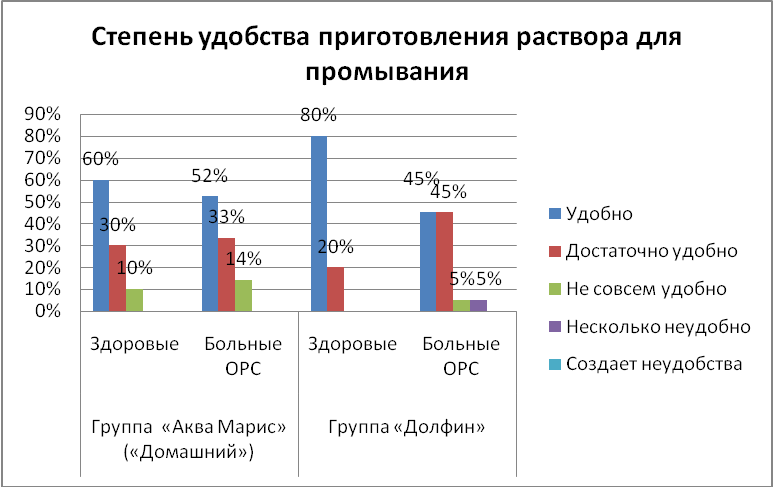 Степень удобства приготовления раствора для
промывания
90%
80%
70%
60%
50%
40%
30%
20%
10%
0%
60%
30%
10%
52%
33%
14%
80%
20%
45%
45%
5%
5%
Здоровые
Больные
ОРС
Здоровые
Больные
ОРС
Группа «Аква Марис»
(«Домашний»)
Группа «Долфин»
Удобно
Достаточно удобно
Не совсем удобно
Несколько неудобно
Создает неудобства